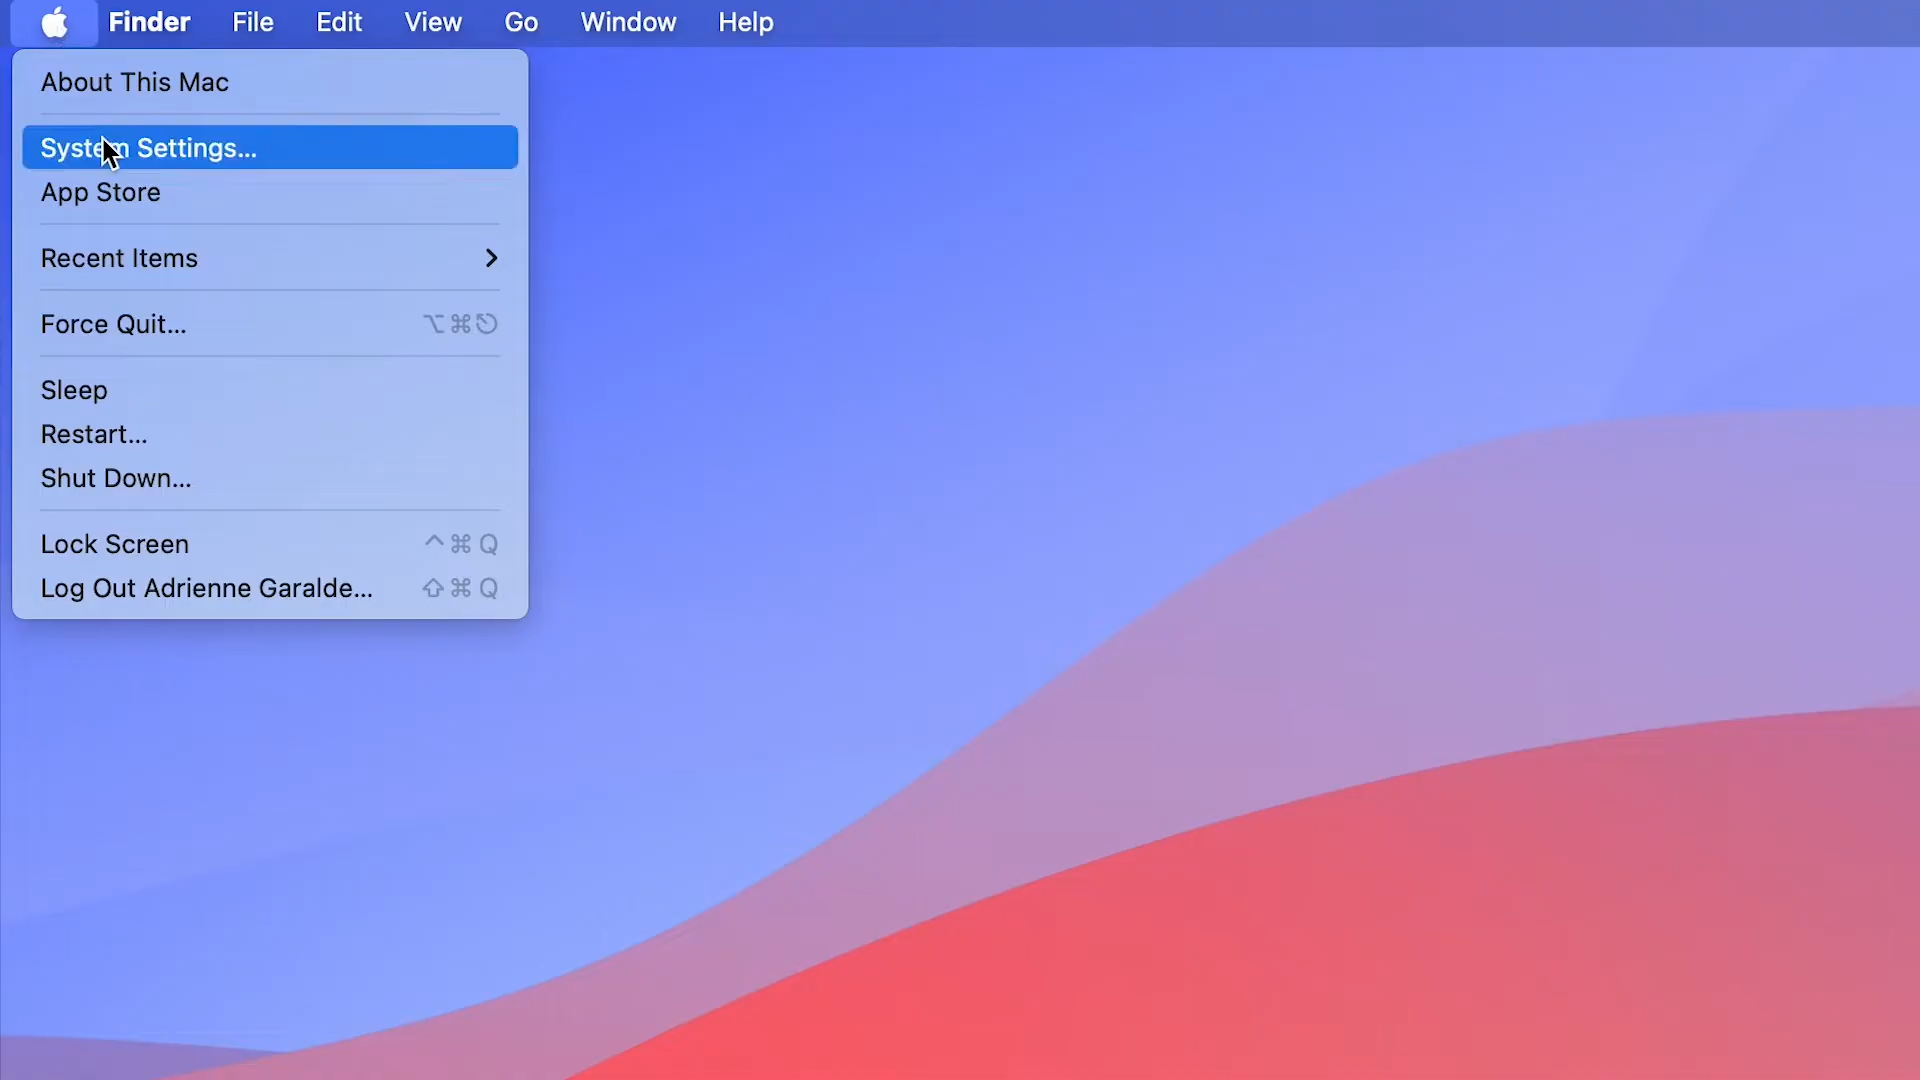 Finder File Edit View Go Window Help
About This Mac
System Settings...
App Store
Recent Items
Force Quit... ⌥⌘⎋
Sleep
Restart...
Shut Down...
Lock Screen ^⌘Q
Log Out Adrienne Garalde... ⇧⌘Q